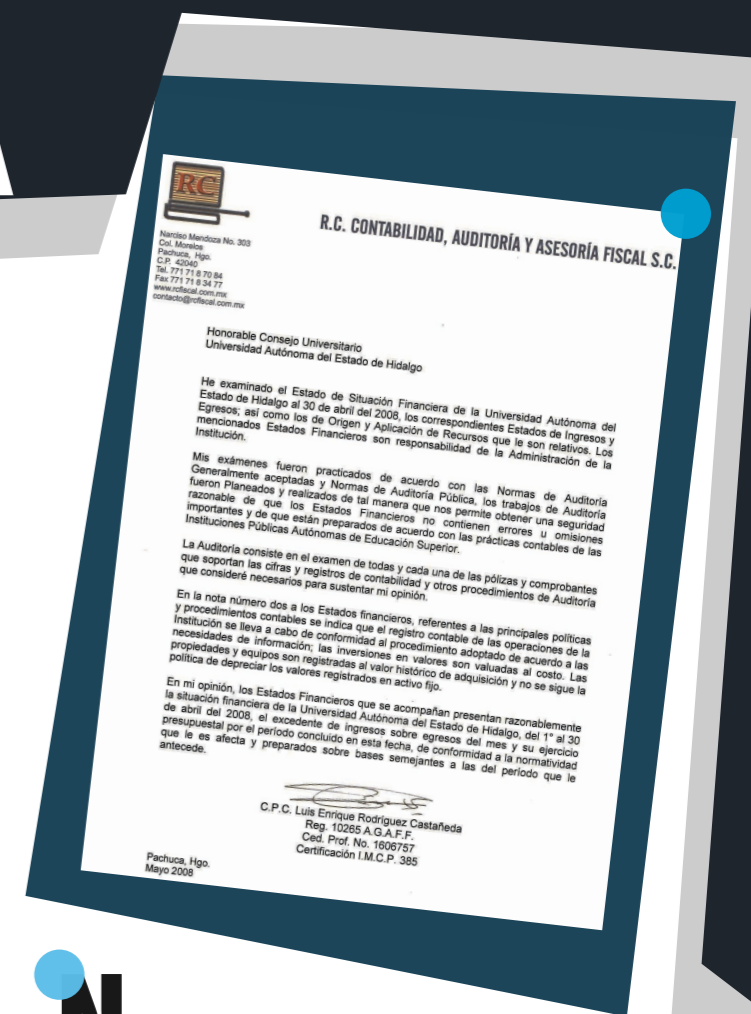 RC
R.C. CONTABILIDAD, AUDITORÍA Y ASESORÍA FISCAL S.C.
Narciso Mendoza No. 303
Col. Morelos
Pachuca, Hgo.
C.P. 42040
Tel. 771 71 8 70 84
Fax 771 71 8 34 77
www.rcfiscal.com.mx
contacto@rcfiscal.com.mx
Honorable Consejo Universitario
Universidad Autónoma del Estado de Hidalgo
He examinado el Estado de Situación Financiera de la Universidad Autónoma del
Estado de Hidalgo al 30 de abril del 2008, los correspondientes Estados de Ingresos y
Egresos; así como los de Origen y Aplicación de Recursos que le son relativos. Los
mencionados Estados Financieros son responsabilidad de la Administración de la
Institución.
Mis exámenes fueron practicados de acuerdo con las Normas de Auditoría
Generalmente aceptadas y Normas de Auditoría Pública, los trabajos de Auditoría
fueron Planeados y realizados de tal manera que nos permite obtener una seguridad
razonable de que los Estados Financieros no contienen errores u omisiones
importantes y de que están preparados de acuerdo con las prácticas contables de las
Instituciones Públicas Autónomas de Educación Superior.
La Auditoría consiste en el examen de todas y cada una de las pólizas y comprobantes
que soportan las cifras y registros de contabilidad y otros procedimientos de Auditoría
que consideré necesarios para sustentar mi opinión.
En la nota número dos a los Estados financieros, referentes a las principales políticas
y procedimientos contables se indica que el registro contable de las operaciones de la
Institución se lleva a cabo de conformidad al procedimiento adoptado de acuerdo a las
necesidades de información; las inversiones en valores son valuadas al costo. Las
propiedades y equipos son registradas al valor histórico de adquisición y no se sigue la
política de depreciar los valores registrados en activo fijo.
En mi opinión, los Estados Financieros que se acompañan presentan razonablemente
la situación financiera de la Universidad Autónoma del Estado de Hidalgo, del 1° al 30
de abril del 2008, el excedente de ingresos sobre egresos del mes y su ejercicio
presupuestal por el período concluido en esta fecha, de conformidad a la normatividad
que le es afecta y preparados sobre bases semejantes a las del período que le
antecede.
C.P.C. Luis Enrique Rodríguez Castañeda
Reg. 10265 A.G.A.F.F.
Ced. Prof. No. 1606757
Certificación I.M.C.P. 385
Pachuca, Hgo.
Mayo 2008